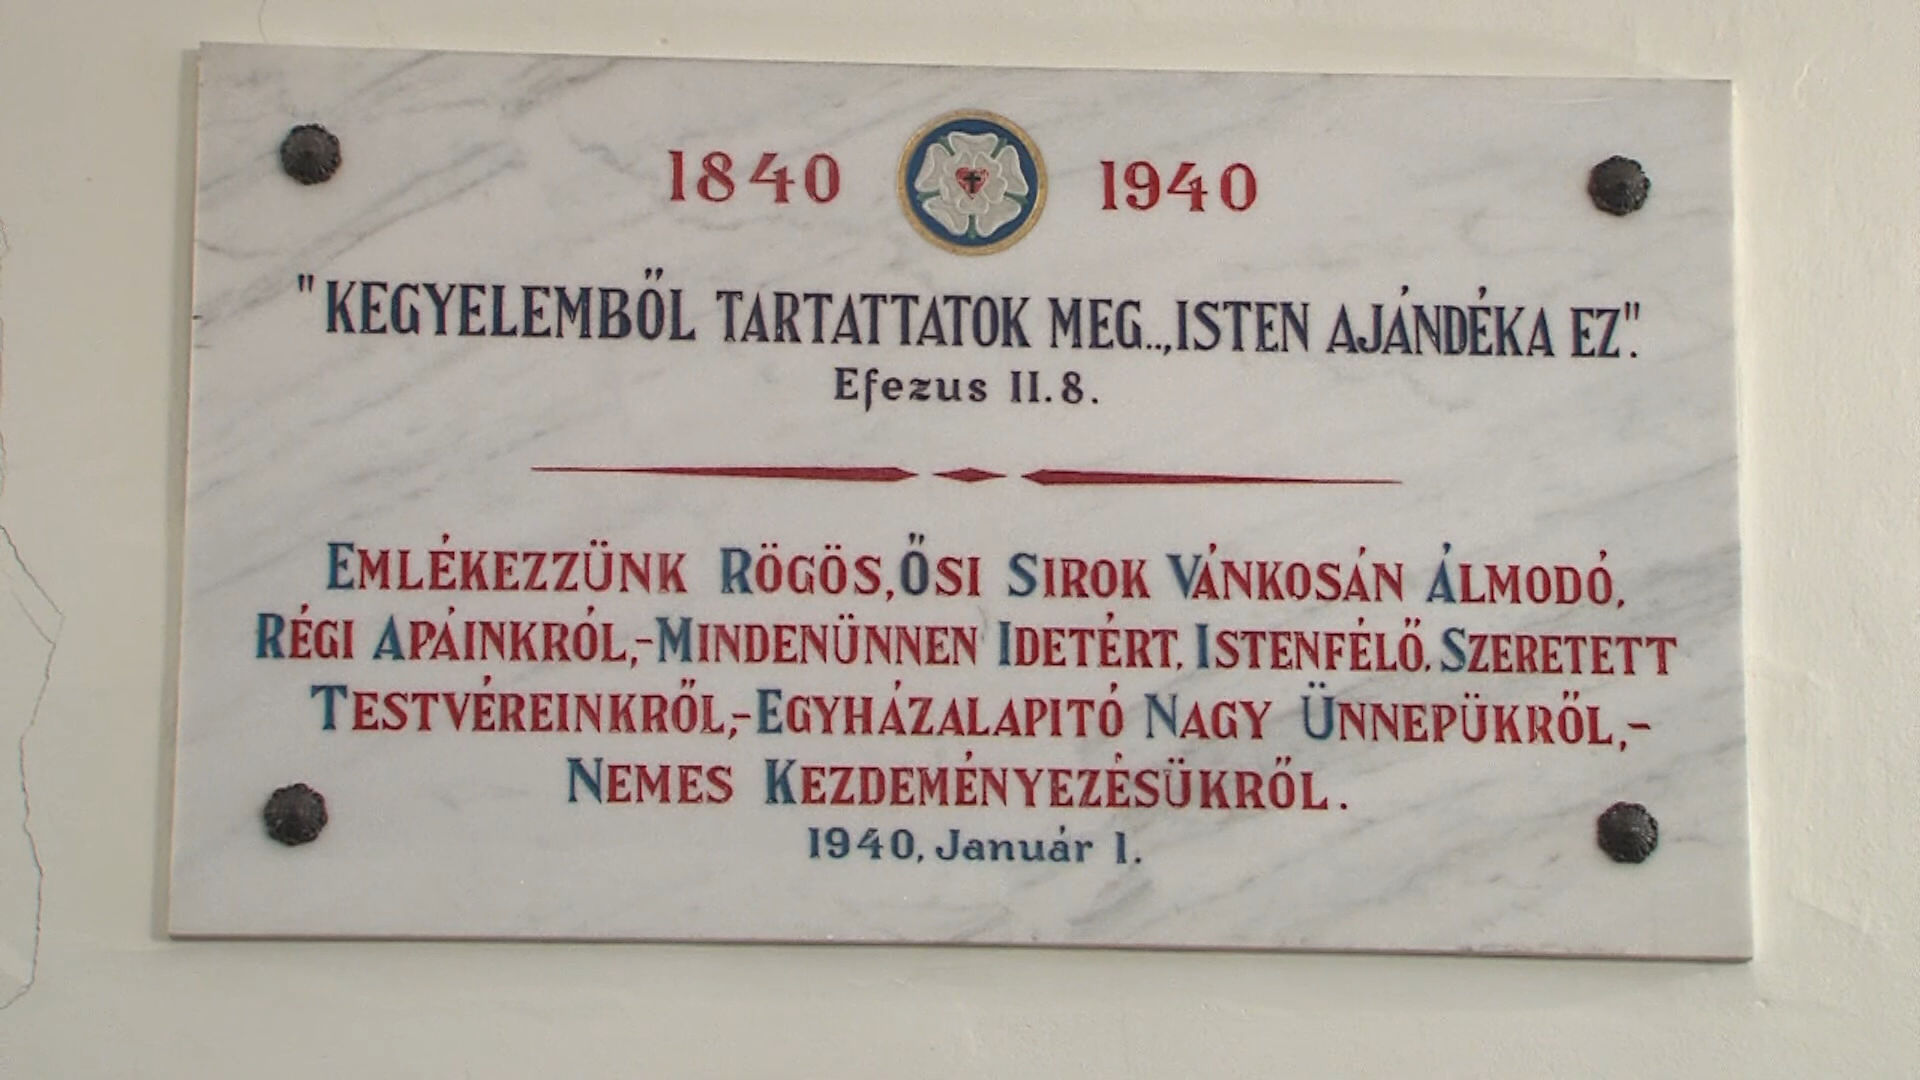 1840 1940
"KEGYELEMBŐL TARTATTATOK MEG..,ISTEN AJÁNDÉKA EZ".
Efezus II.8.
EMLÉKEZZÜNK RÖGÖS,ŐSI SIROK VÁNKOSÁN ÁLMODÓ,
RÉGI APÁINKRÓL,-MINDENÜNNEN IDETÉRT, ISTENFÉLŐ, SZERETETT
TESTVÉREINKRŐL,-EGYHÁZALAPITÓ NAGY ÜNNEPÜKRŐL,-
NEMES KEZDEMÉNYEZÉSÜKRŐL.
1940, Január 1.